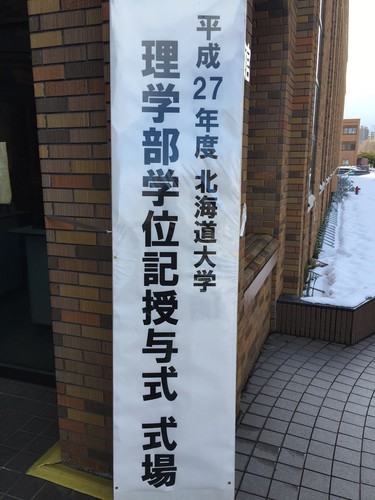 平成27年度 北海道大学
理学部学位記授与式 式場